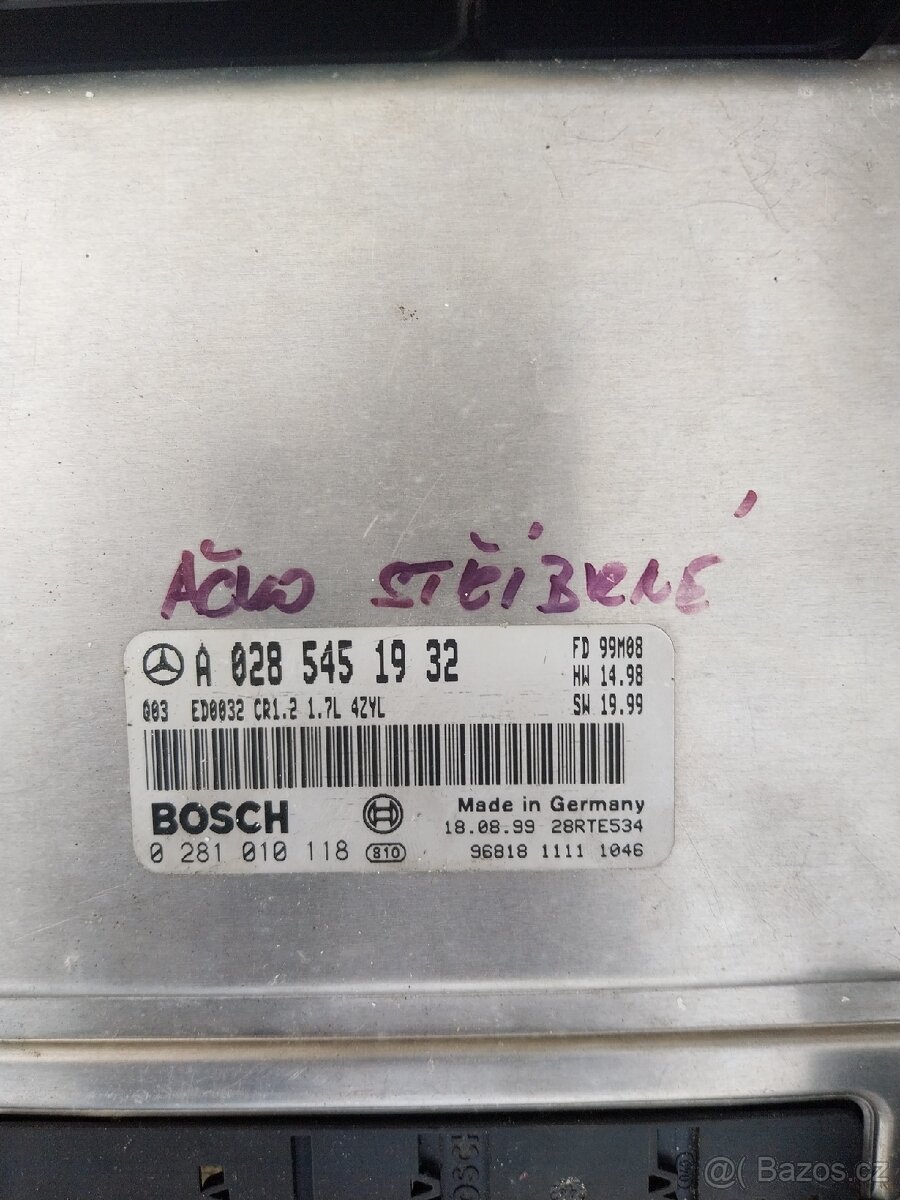 AČKO STŘÍBRNÉ
A 028 545 19 32
FD 99M08
HW 14.98
003 ED0032 CR1.2 1.7L 4ZYL
SW 19.99
BOSCH
Made in Germany
18.08.99 28RTE534
0 281 010 118 810
96818 1111 1046
BOSCH
@( Bazos.cz